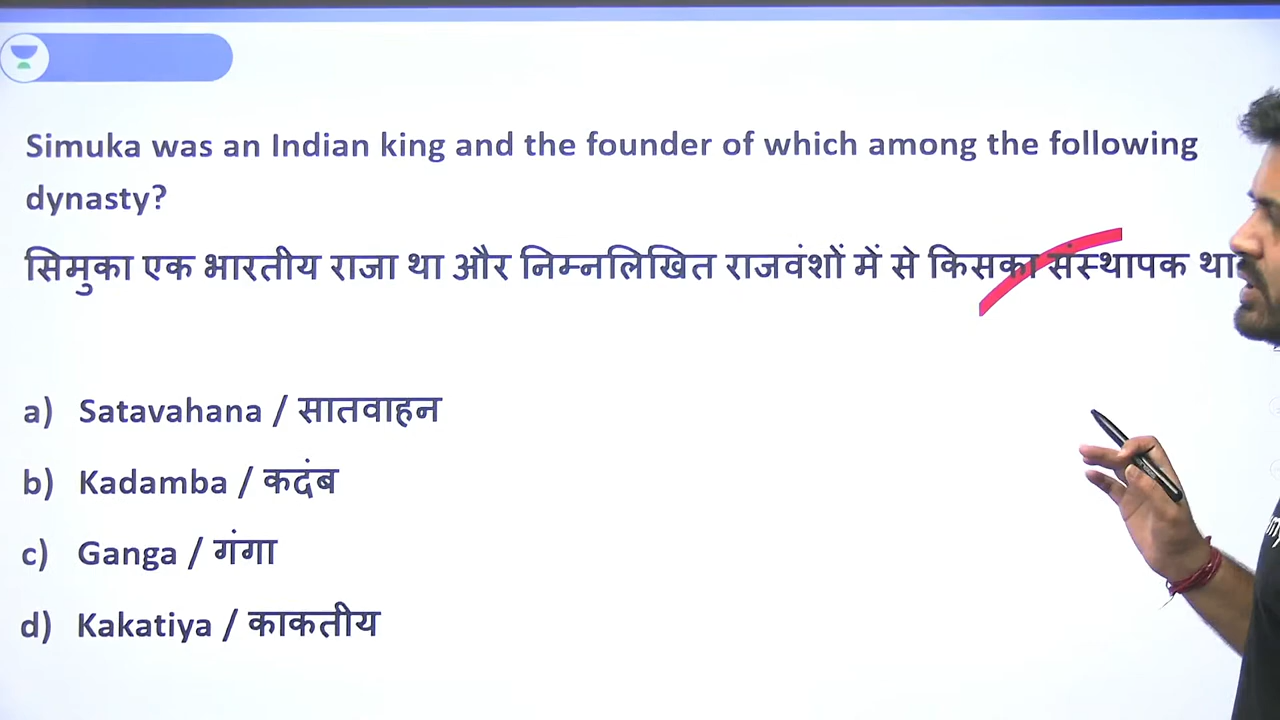 Simuka was an Indian king and the founder of which among the following
dynasty?
सिमुका एक भारतीय राजा था और निम्नलिखित राजवंशों में से किसका संस्थापक था
a) Satavahana / सातवाहन
b) Kadamba / कदंब
c) Ganga / गंगा
d) Kakatiya / काकतीय